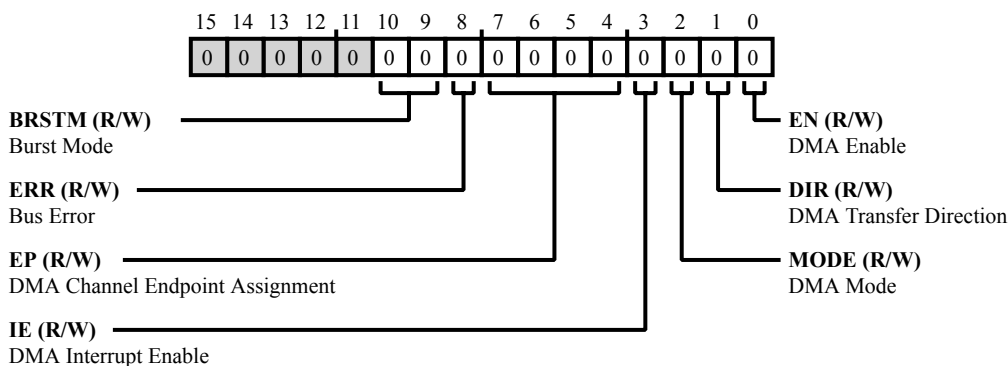 15 14 13 12 11 10 9 8 7 6 5 4 3 2 1 0
0 0 0 0 0 0 0 0 0 0 0 0 0 0 0 0
BRSTM (R/W)
Burst Mode
ERR (R/W)
Bus Error
EP (R/W)
DMA Channel Endpoint Assignment
IE (R/W)
DMA Interrupt Enable
EN (R/W)
DMA Enable
DIR (R/W)
DMA Transfer Direction
MODE (R/W)
DMA Mode